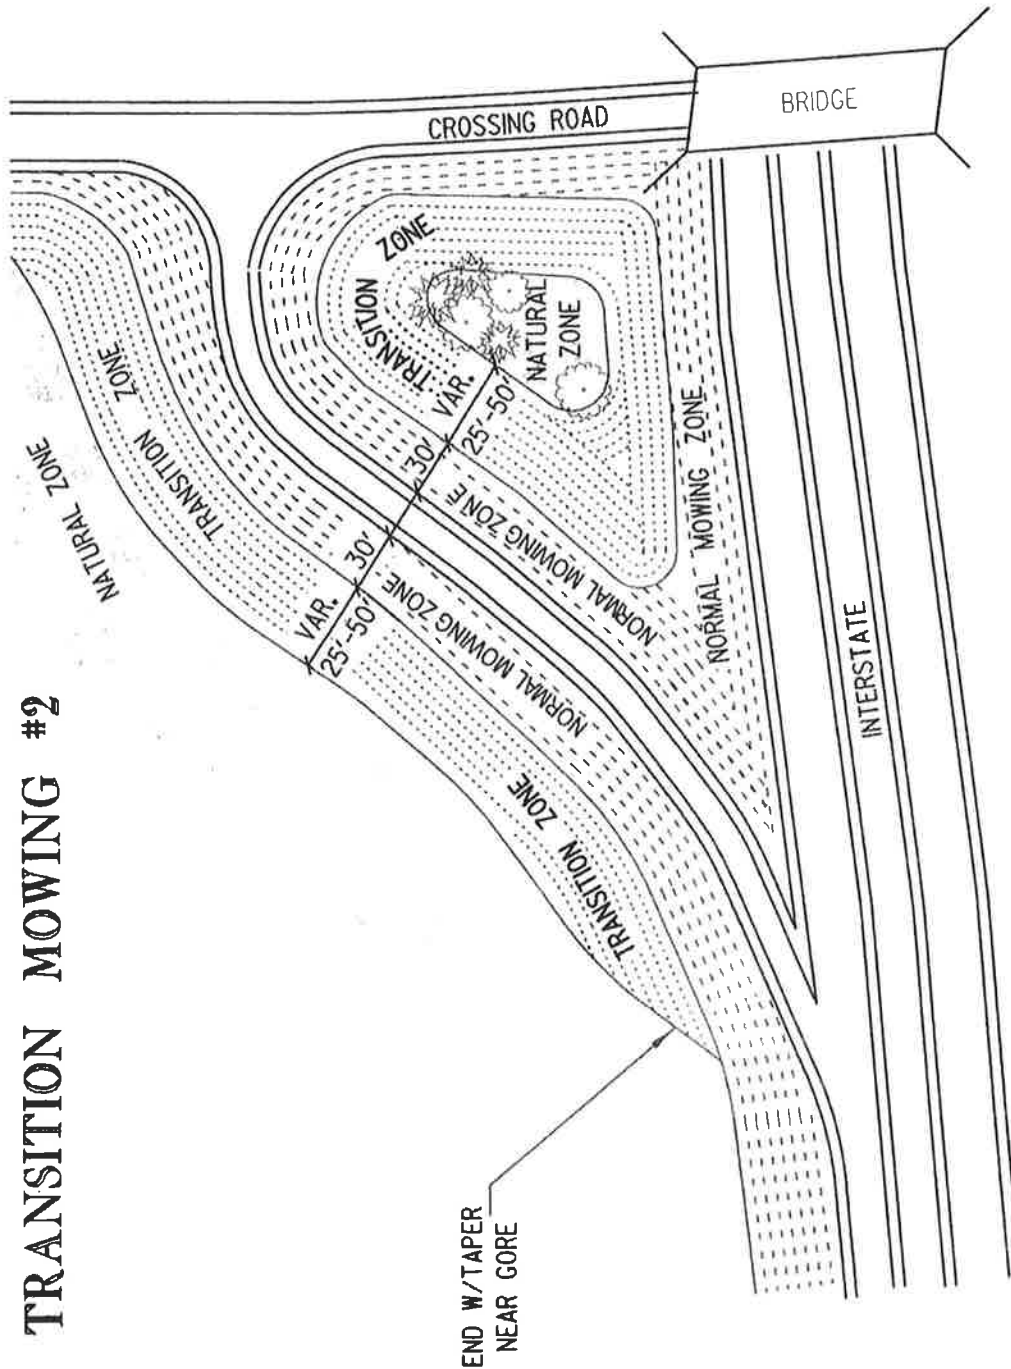 TRANSITION MOWING #2
NATURAL ZONE
TRANSITION ZONE
CROSSING ROAD
BRIDGE
TRANSITION ZONE
NATURAL
ZONE
VAR.
25'-50'
30'
30'
VAR.
25'-50'
NORMAL MOWING ZONE
NORMAL MOWING ZONE
NORMAL MOWING ZONE
TRANSITION ZONE
INTERSTATE
END W/TAPER
NEAR GORE